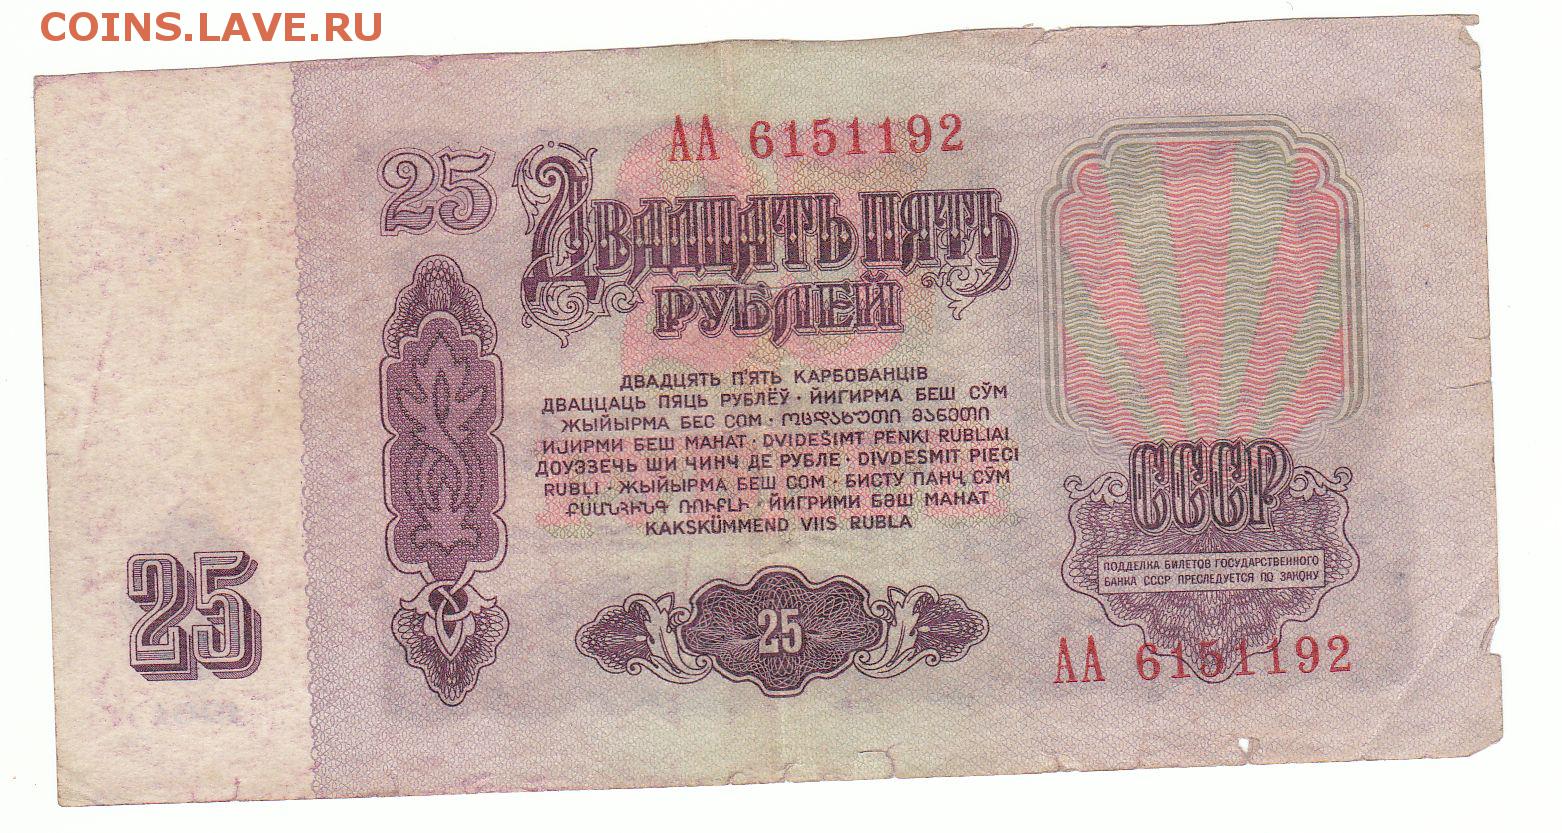 COINS.LAVE.RU
АА 6151192
25
ДВАДЦАТЬ ПЯТЬ
РУБЛЕЙ
ДВАДЦЯТЬ П'ЯТЬ КАРБОВАНЦІВ
ДВАЦЦАЦЬ ПЯЦЬ РУБЛЁЎ · ЙИГИРМА БЕШ СЎМ
ЖЫЙЫРМА БЕС СОМ · ოცდახუთი მანეთი
ИЈИРМИ БЕШ МАНАТ · DVIDEŠIMT PENKI RUBLIAI
ДОУЭЗЕЧЬ ШИ ЧИНЧ ДЕ РУБЛЕ · DIVDESMIT PIECI
RUBLI · ЖЫЙЫРМА БЕШ СОМ · БИСТУ ПАНҶ СӮМ
ՔՍԱՆՀԻՆԳ ՌՈՒԲԼԻ · ЙИГРИМИ БӘШ МАНАТ
KAKSKÜMMEND VIIS RUBLA
СССР
ПОДДЕЛКА БИЛЕТОВ ГОСУДАРСТВЕННОГО
БАНКА СССР ПРЕСЛЕДУЕТСЯ ПО ЗАКОНУ
25
25
АА 6151192